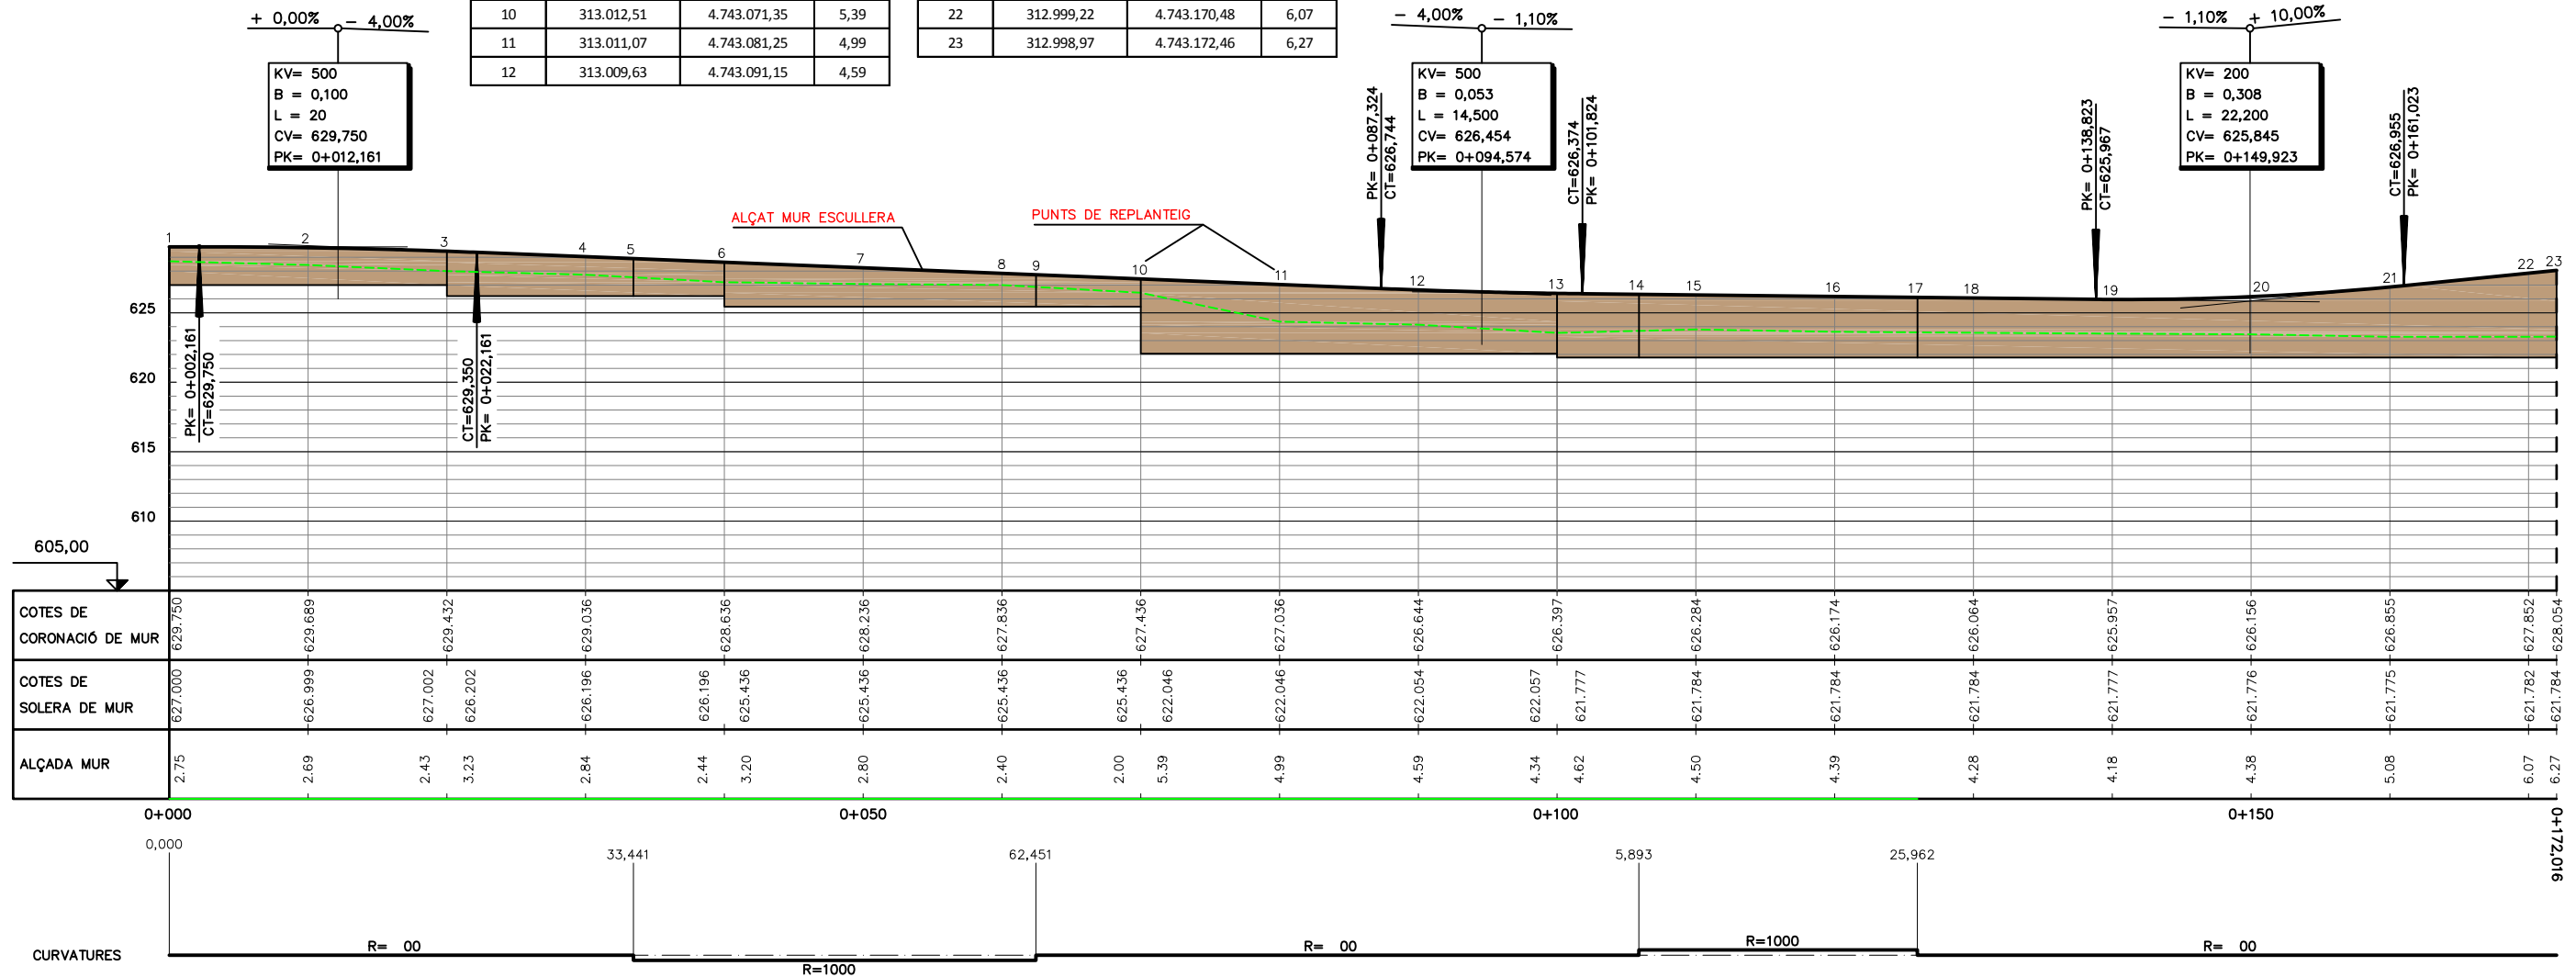 10 313.012,51 4.743.071,35 5,39
11 313.011,07 4.743.081,25 4,99
12 313.009,63 4.743.091,15 4,59
22 312.999,22 4.743.170,48 6,07
23 312.998,97 4.743.172,46 6,27
+ 0,00% - 4,00%
KV= 500
B = 0,100
L = 20
CV= 629,750
PK= 0+012,161
- 4,00% - 1,10%
KV= 500
B = 0,053
L = 14,500
CV= 626,454
PK= 0+094,574
- 1,10% + 10,00%
KV= 200
B = 0,308
L = 22,200
CV= 625,845
PK= 0+149,923
PK= 0+002,161
CT=629,750
CT=629,350
PK= 0+022,161
PK= 0+087,324
CT=626,744
CT=626,374
PK= 0+101,824
PK= 0+138,823
CT=625,967
CT=626,955
PK= 0+161,023
ALÇAT MUR ESCULLERA
PUNTS DE REPLANTEIG
1 2 3 4 5 6 7 8 9 10 11 12 13 14 15 16 17 18 19 20 21 22 23
625
620
615
610
605,00
COTES DE
CORONACIÓ DE MUR
629.750 629.689 629.432 629.036 628.636 628.236 627.836 627.436 627.036 626.644 626.397 626.284 626.174 626.064 625.957 626.156 626.855 627.852 628.054
COTES DE
SOLERA DE MUR
627.000 626.999 627.002 626.202 626.196 626.196 625.436 625.436 625.436 625.436 622.046 622.046 622.054 622.057 621.777 621.784 621.784 621.784 621.777 621.776 621.775 621.782 621.784
ALÇADA MUR
2.75 2.69 2.43 3.23 2.84 2.44 3.20 2.80 2.40 2.00 5.39 4.99 4.59 4.34 4.62 4.50 4.39 4.28 4.18 4.38 5.08 6.07 6.27
0+000 0+050 0+100 0+150 0+172,016
0,000 33,441 62,451 5,893 25,962
CURVATURES
R= 00 R=1000 R= 00 R=1000 R= 00